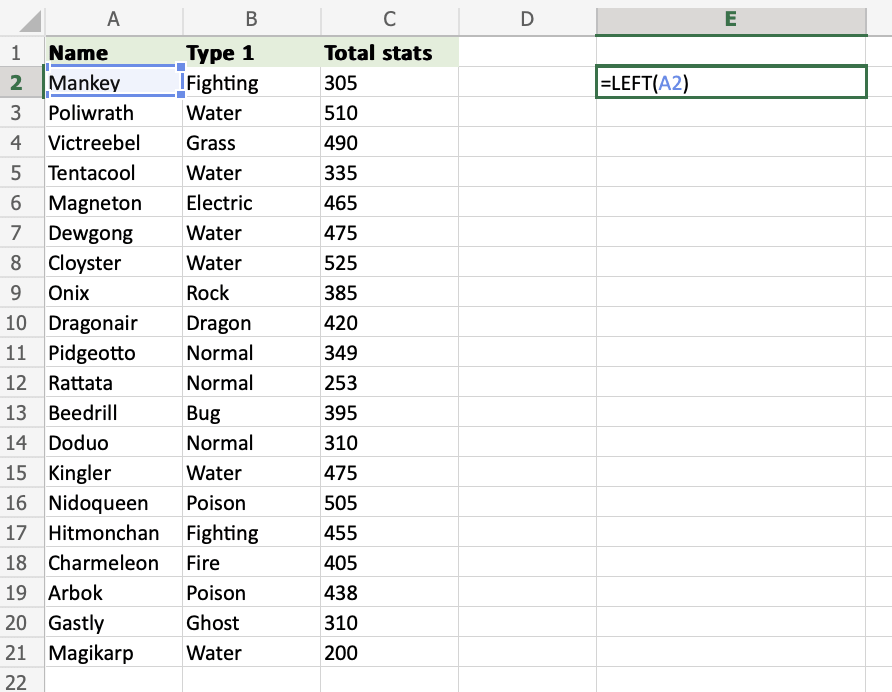 A B C D E
1 Name Type 1 Total stats
2 Mankey Fighting 305 =LEFT(A2)
3 Poliwrath Water 510
4 Victreebel Grass 490
5 Tentacool Water 335
6 Magneton Electric 465
7 Dewgong Water 475
8 Cloyster Water 525
9 Onix Rock 385
10 Dragonair Dragon 420
11 Pidgeotto Normal 349
12 Rattata Normal 253
13 Beedrill Bug 395
14 Doduo Normal 310
15 Kingler Water 475
16 Nidoqueen Poison 505
17 Hitmonchan Fighting 455
18 Charmeleon Fire 405
19 Arbok Poison 438
20 Gastly Ghost 310
21 Magikarp Water 200
22